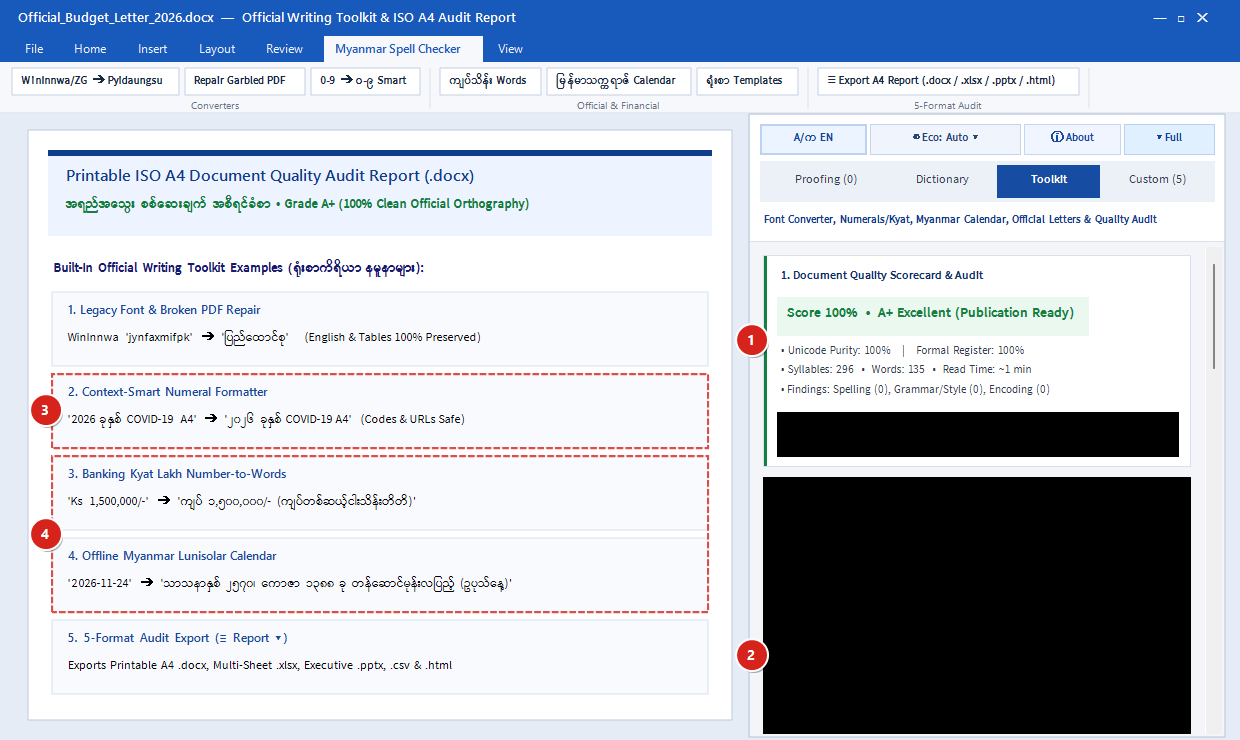 Official_Budget_Letter_2026.docx — Official Writing Toolkit & ISO A4 Audit Report
File Home Insert Layout Review Myanmar Spell Checker View
WinInnwa/ZG ➔ Pyidaungsu Repair Garbled PDF 0-9 ➔ ၀-၉ Smart ကျပ်သိန်း Words မြန်မာသက္ကရာဇ် Calendar ရုံးစာ Templates ☰ Export A4 Report (.docx / .xlsx / .pptx / .html)
Converters Official & Financial 5-Format Audit
Printable ISO A4 Document Quality Audit Report (.docx)
အရည်အသွေး စစ်ဆေးချက် အစီရင်ခံစာ • Grade A+ (100% Clean Official Orthography)
Built-In Official Writing Toolkit Examples (ရုံးစာကိရိယာ နမူနာများ):
1. Legacy Font & Broken PDF Repair
WinInnwa 'jynfaxmifpk' ➔ 'ပြည်ထောင်စု' (English & Tables 100% Preserved)
2. Context-Smart Numeral Formatter
'2026 ခုနှစ် COVID-19 A4' ➔ '၂၀၂၆ ခုနှစ် COVID-19 A4' (Codes & URLs Safe)
3
3. Banking Kyat Lakh Number-to-Words
'Ks 1,500,000/-' ➔ 'ကျပ် ၁,၅၀၀,၀၀၀/- (ကျပ်တစ်ဆယ့်ငါးသိန်းတိတိ)'
4
4. Offline Myanmar Lunisolar Calendar
'2026-11-24' ➔ 'သာသနာနှစ် ၂၅၇၀၊ ကောဇာ ၁၃၈၈ ခု တန်ဆောင်မုန်းလပြည့် (ဥပုသ်နေ့)'
5. 5-Format Audit Export (☰ Report ▾)
Exports Printable A4 .docx, Multi-Sheet .xlsx, Executive .pptx, .csv & .html
A/က EN Eco: Auto ▾ ⓘ About ▾ Full
Proofing (0) Dictionary Toolkit Custom (5)
Font Converter, Numerals/Kyat, Myanmar Calendar, Official Letters & Quality Audit
1. Document Quality Scorecard & Audit
Score 100% • A+ Excellent (Publication Ready)
1
• Unicode Purity: 100% | Formal Register: 100%
• Syllables: 296 • Words: 135 • Read Time: ~1 min
• Findings: Spelling (0), Grammar/Style (0), Encoding (0)
2